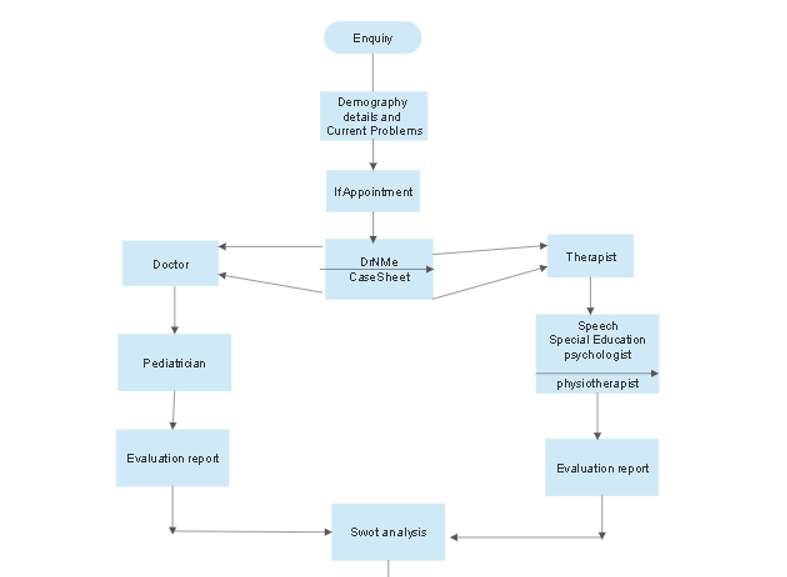 Enquiry
Demography
details and
Current Problems
IfAppointment
DrNMe
CaseSheet
Doctor
Therapist
Speech
Special Education
psychologist
physiotherapist
Pediatrician
Evaluation report
Evaluation report
Swot analysis